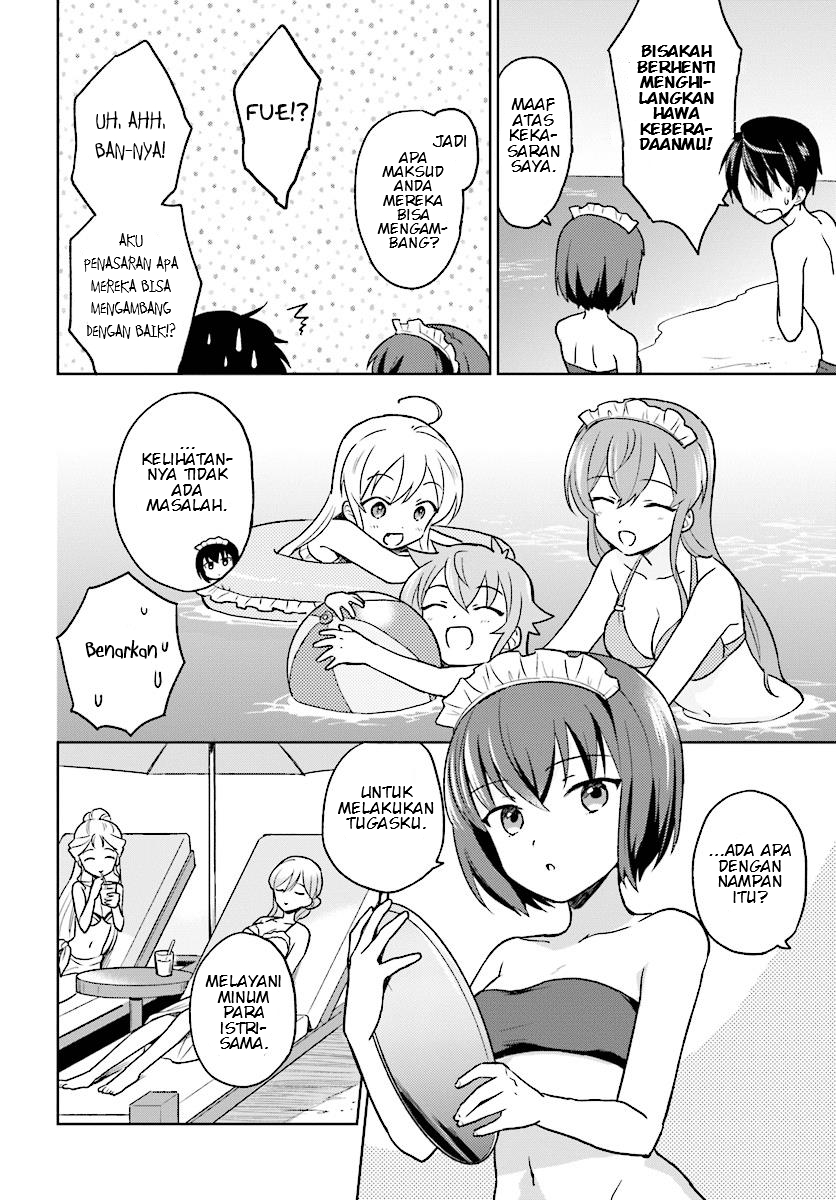 BISAKAH
BERHENTI
MENGHI-
LANGKAN
HAWA
KEBERA-
DAANMU!
MAAF
ATAS
KEKA-
SARAN
SAYA.
JADI
APA
MAKSUD
ANDA
MEREKA
BISA
MENGAM-
BANG?
FUE!?
UH, AHH,
BAN-NYA!
AKU
PENASARAN APA
MEREKA BISA
MENGAMBANG
DENGAN BAIK!?
...
KELIHATAN-
NYA TIDAK
ADA
MASALAH.
Benarkan
...ADA APA
DENGAN
NAMPAN
ITU?
UNTUK
MELAKUKAN
TUGASKU.
MELAYANI
MINUM
PARA
ISTRI-
SAMA.